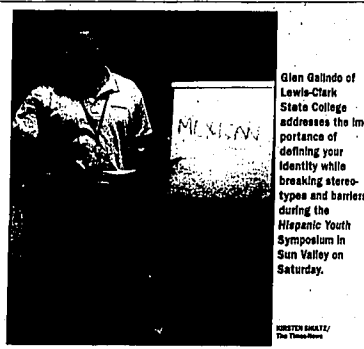 MEXICAN
Glen Galindo of
Lewis-Clark
State College
addresses the im-
portance of
defining your
identity while
breaking stereo-
types and barriers
during the
Hispanic Youth
Symposium in
Sun Valley on
Saturday.
KIRSTEN SHULTZ/
The Times-News